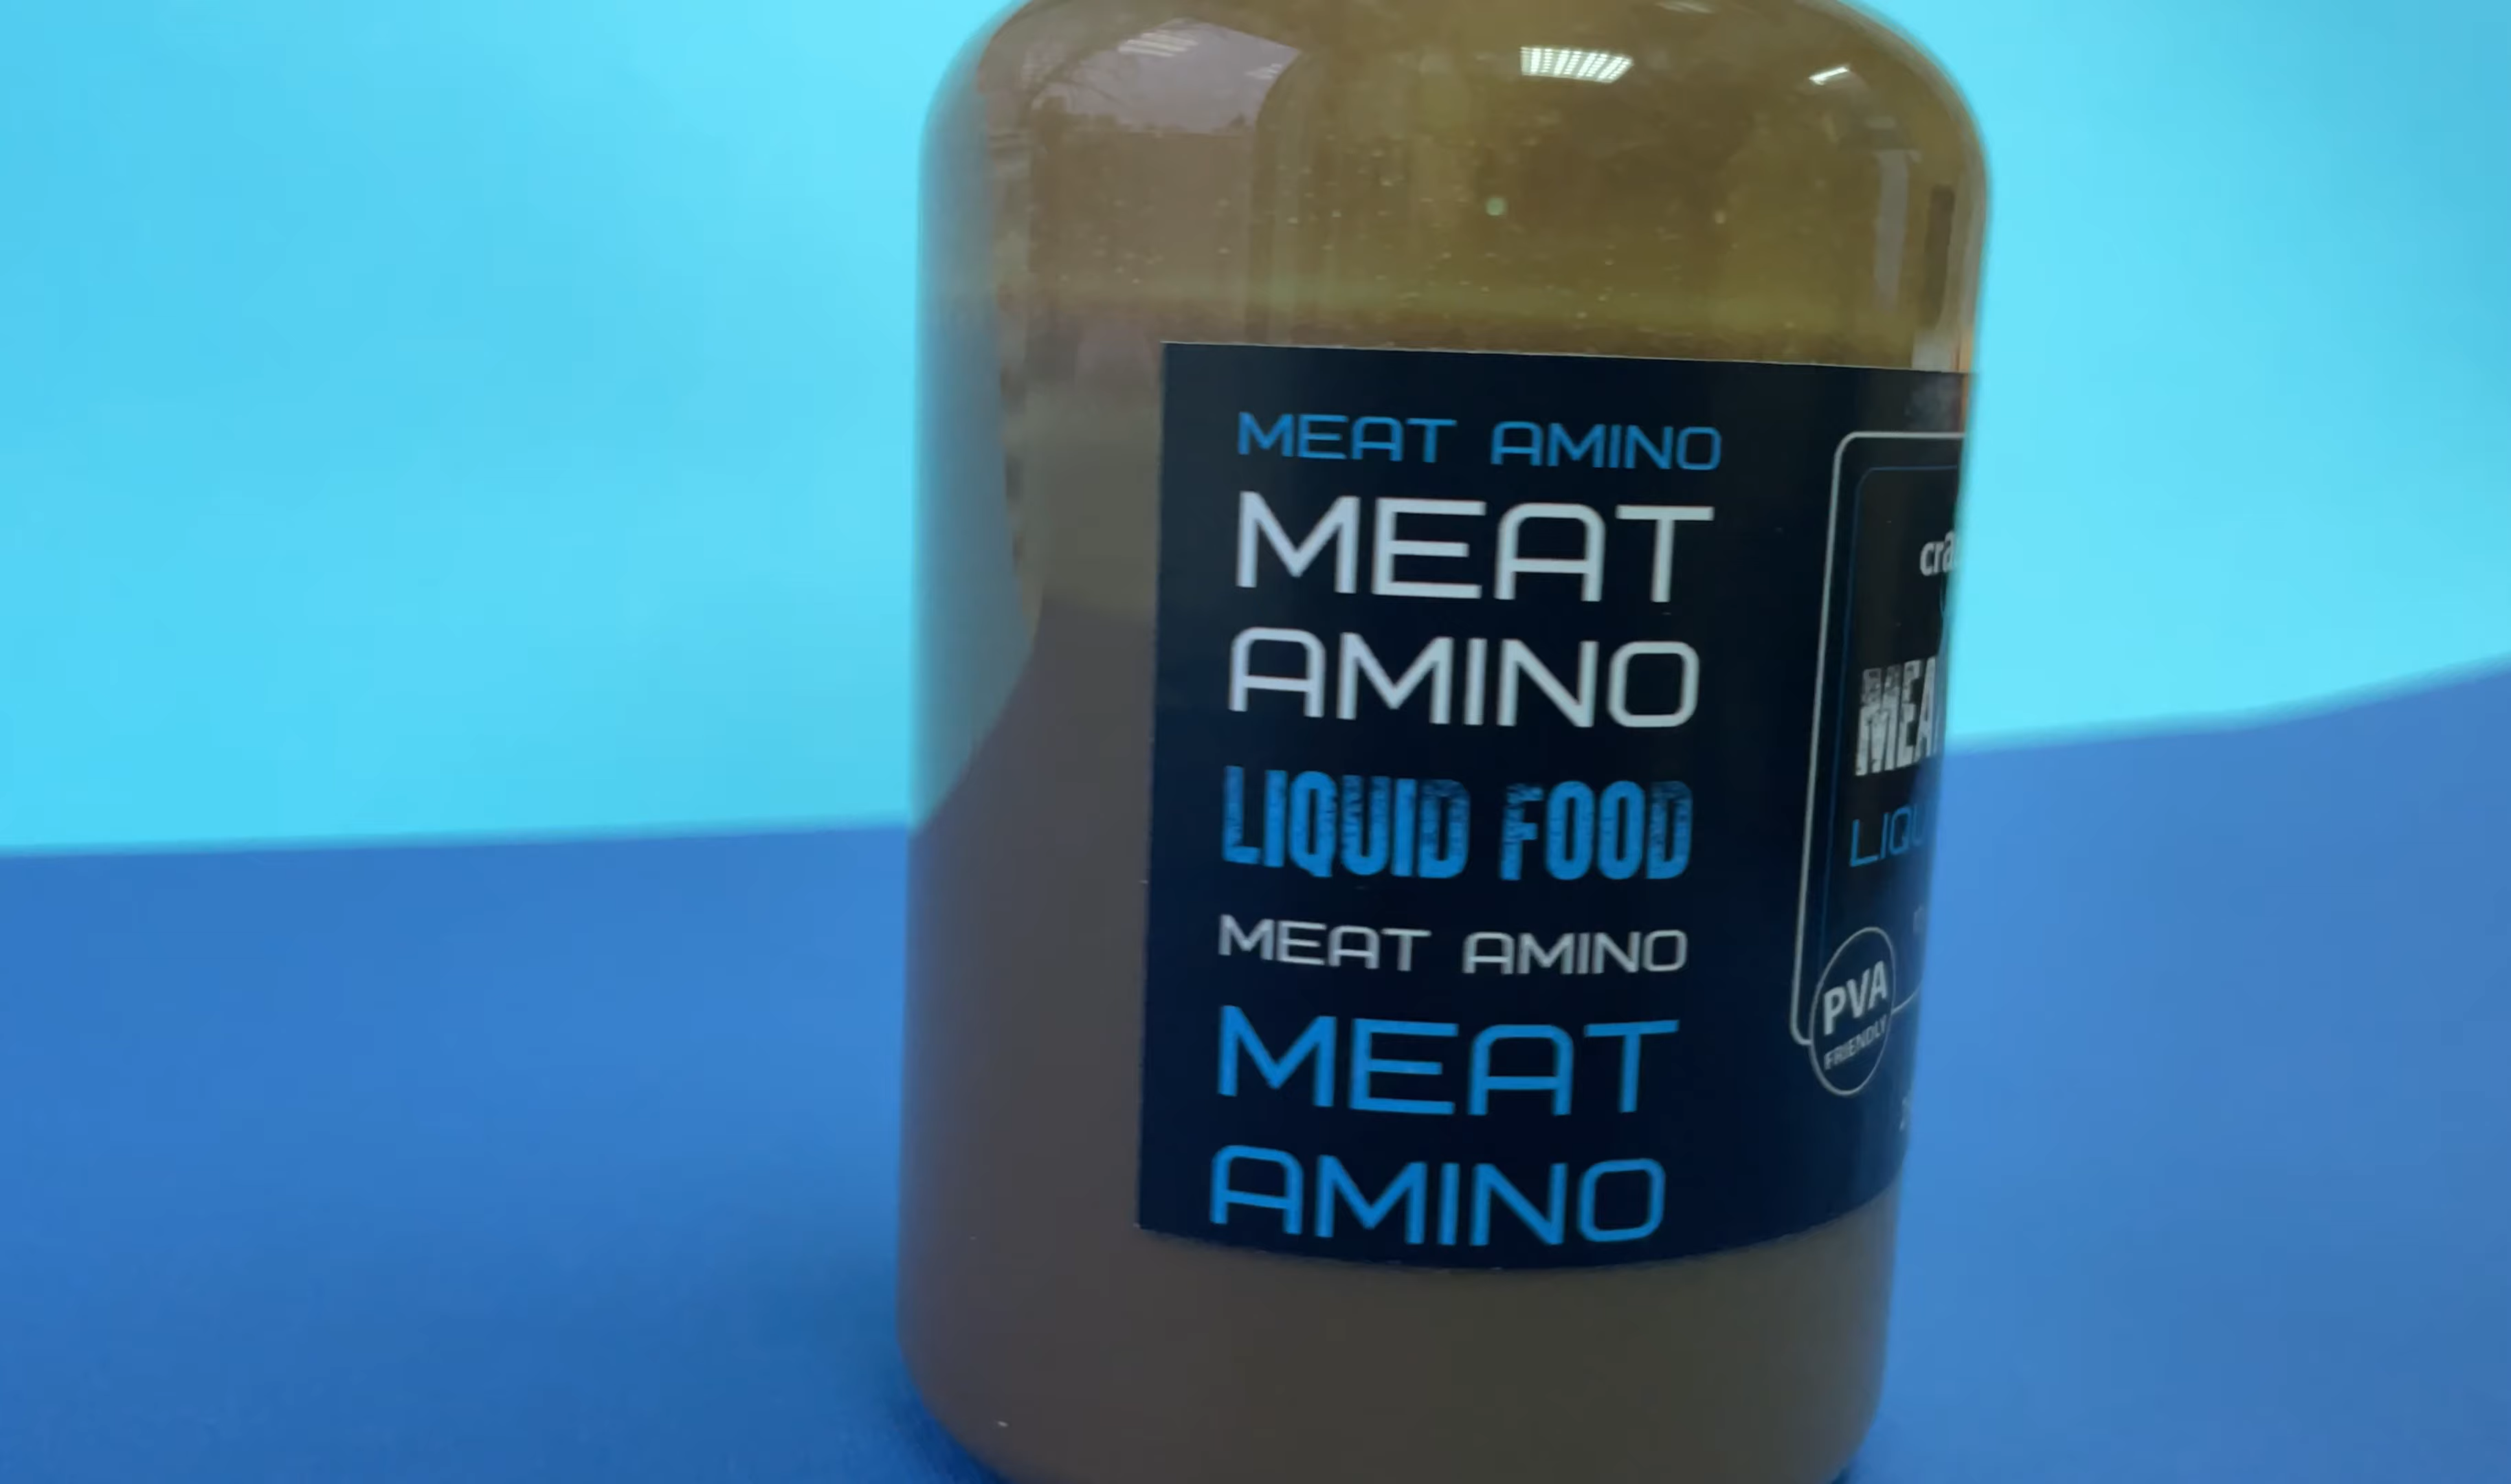 MEAT AMINO
MEAT
AMINO
LIQUID FOOD
MEAT AMINO
MEAT
AMINO
PVA
FRIENDLY